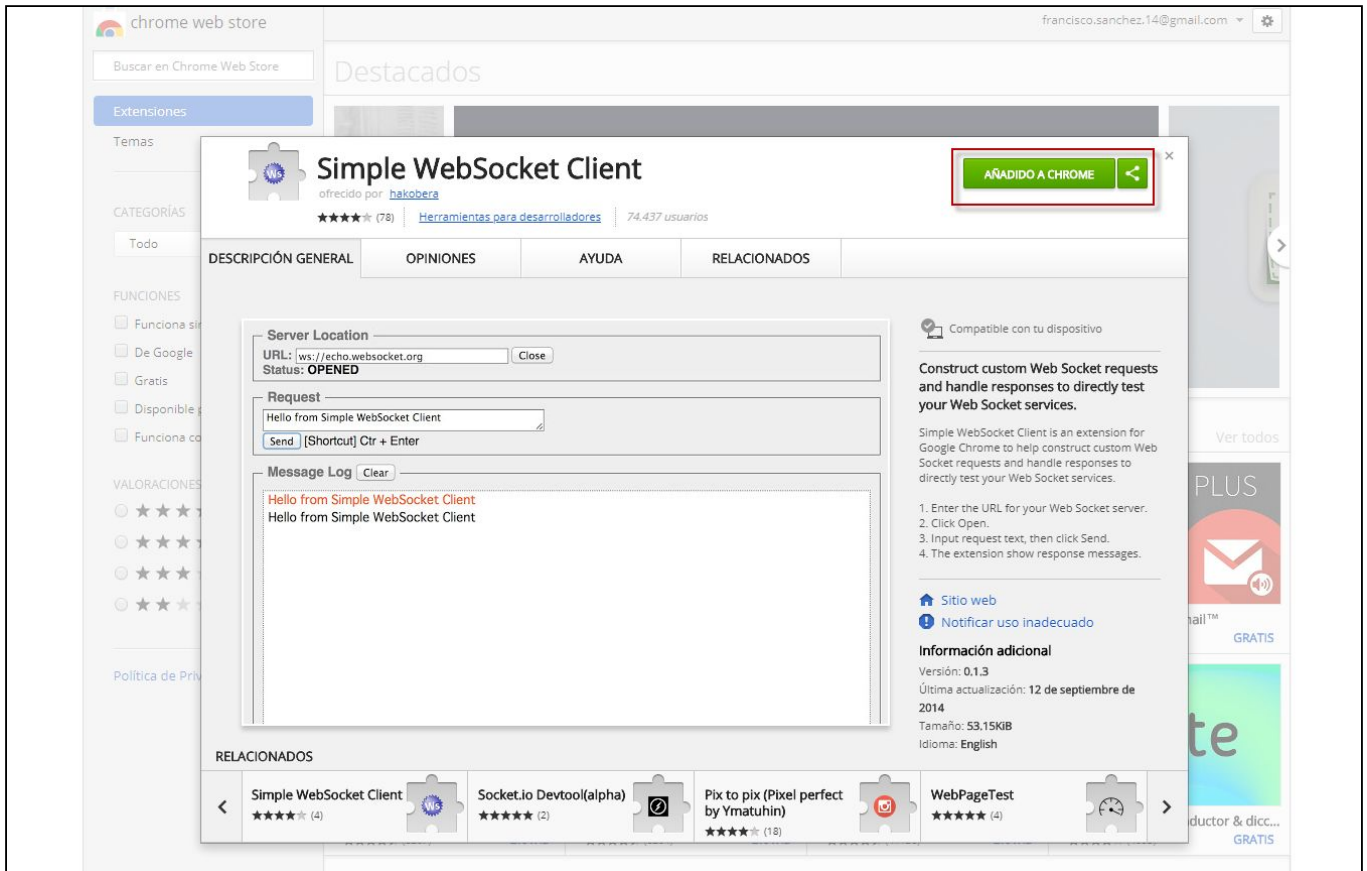 chrome web store
francisco.sanchez.14@gmail.com
Buscar en Chrome Web Store
Destacados
Extensiones
Temas
CATEGORÍAS
Todo
FUNCIONES
Funciona
De Google
Gratis
Disponible
Funciona
VALORACIONES
Política de
Simple WebSocket Client
ofrecido por hakobera
(78) Herramientas para desarrolladores 74.437 usuarios
AÑADIDO A CHROME
DESCRIPCIÓN GENERAL OPINIONES AYUDA RELACIONADOS
Server Location
URL: ws://echo.websocket.org Close
Status: OPENED
Request
Hello from Simple WebSocket Client
Send [Shortcut] Ctr + Enter
Message Log Clear
Hello from Simple WebSocket Client
Hello from Simple WebSocket Client
Compatible con tu dispositivo
Construct custom Web Socket requests
and handle responses to directly test
your Web Socket services.
Simple WebSocket Client is an extension for
Google Chrome to help construct custom Web
Socket requests and handle responses to
directly test your Web Socket services.
1. Enter the URL for your Web Socket server.
2. Click Open.
3. Input request text, then click Send.
4. The extension show response messages.
Sitio web
Notificar uso inadecuado
Información adicional
Versión: 0.1.3
Última actualización: 12 de septiembre de
2014
Tamaño: 53.15KiB
Idioma: English
RELACIONADOS
Simple WebSocket Client
(4)
Socket.io Devtool(alpha)
(2)
Pix to pix (Pixel perfect
by Ymatuhin)
(18)
WebPageTest
(4)
Ws
Ws
Ver todos
PLUS
GRATIS
GRATIS